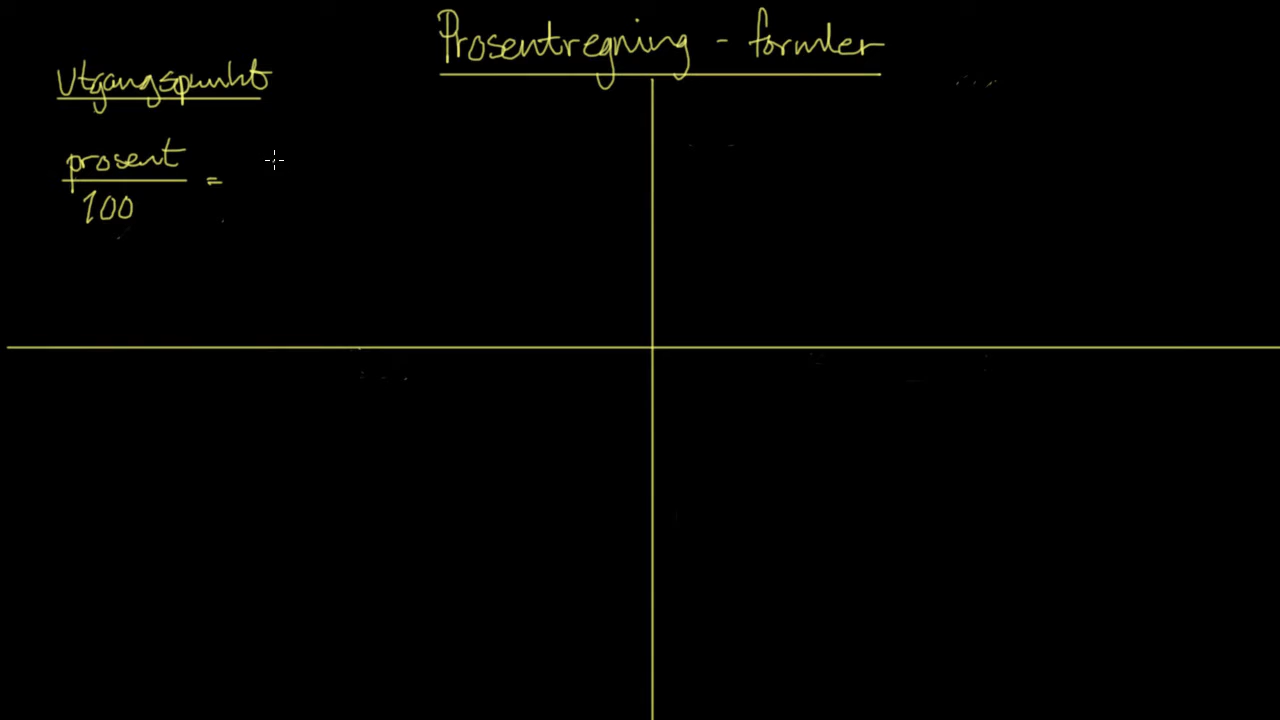 Prosentregning - formler
Utgangspunkt
prosent
100
=